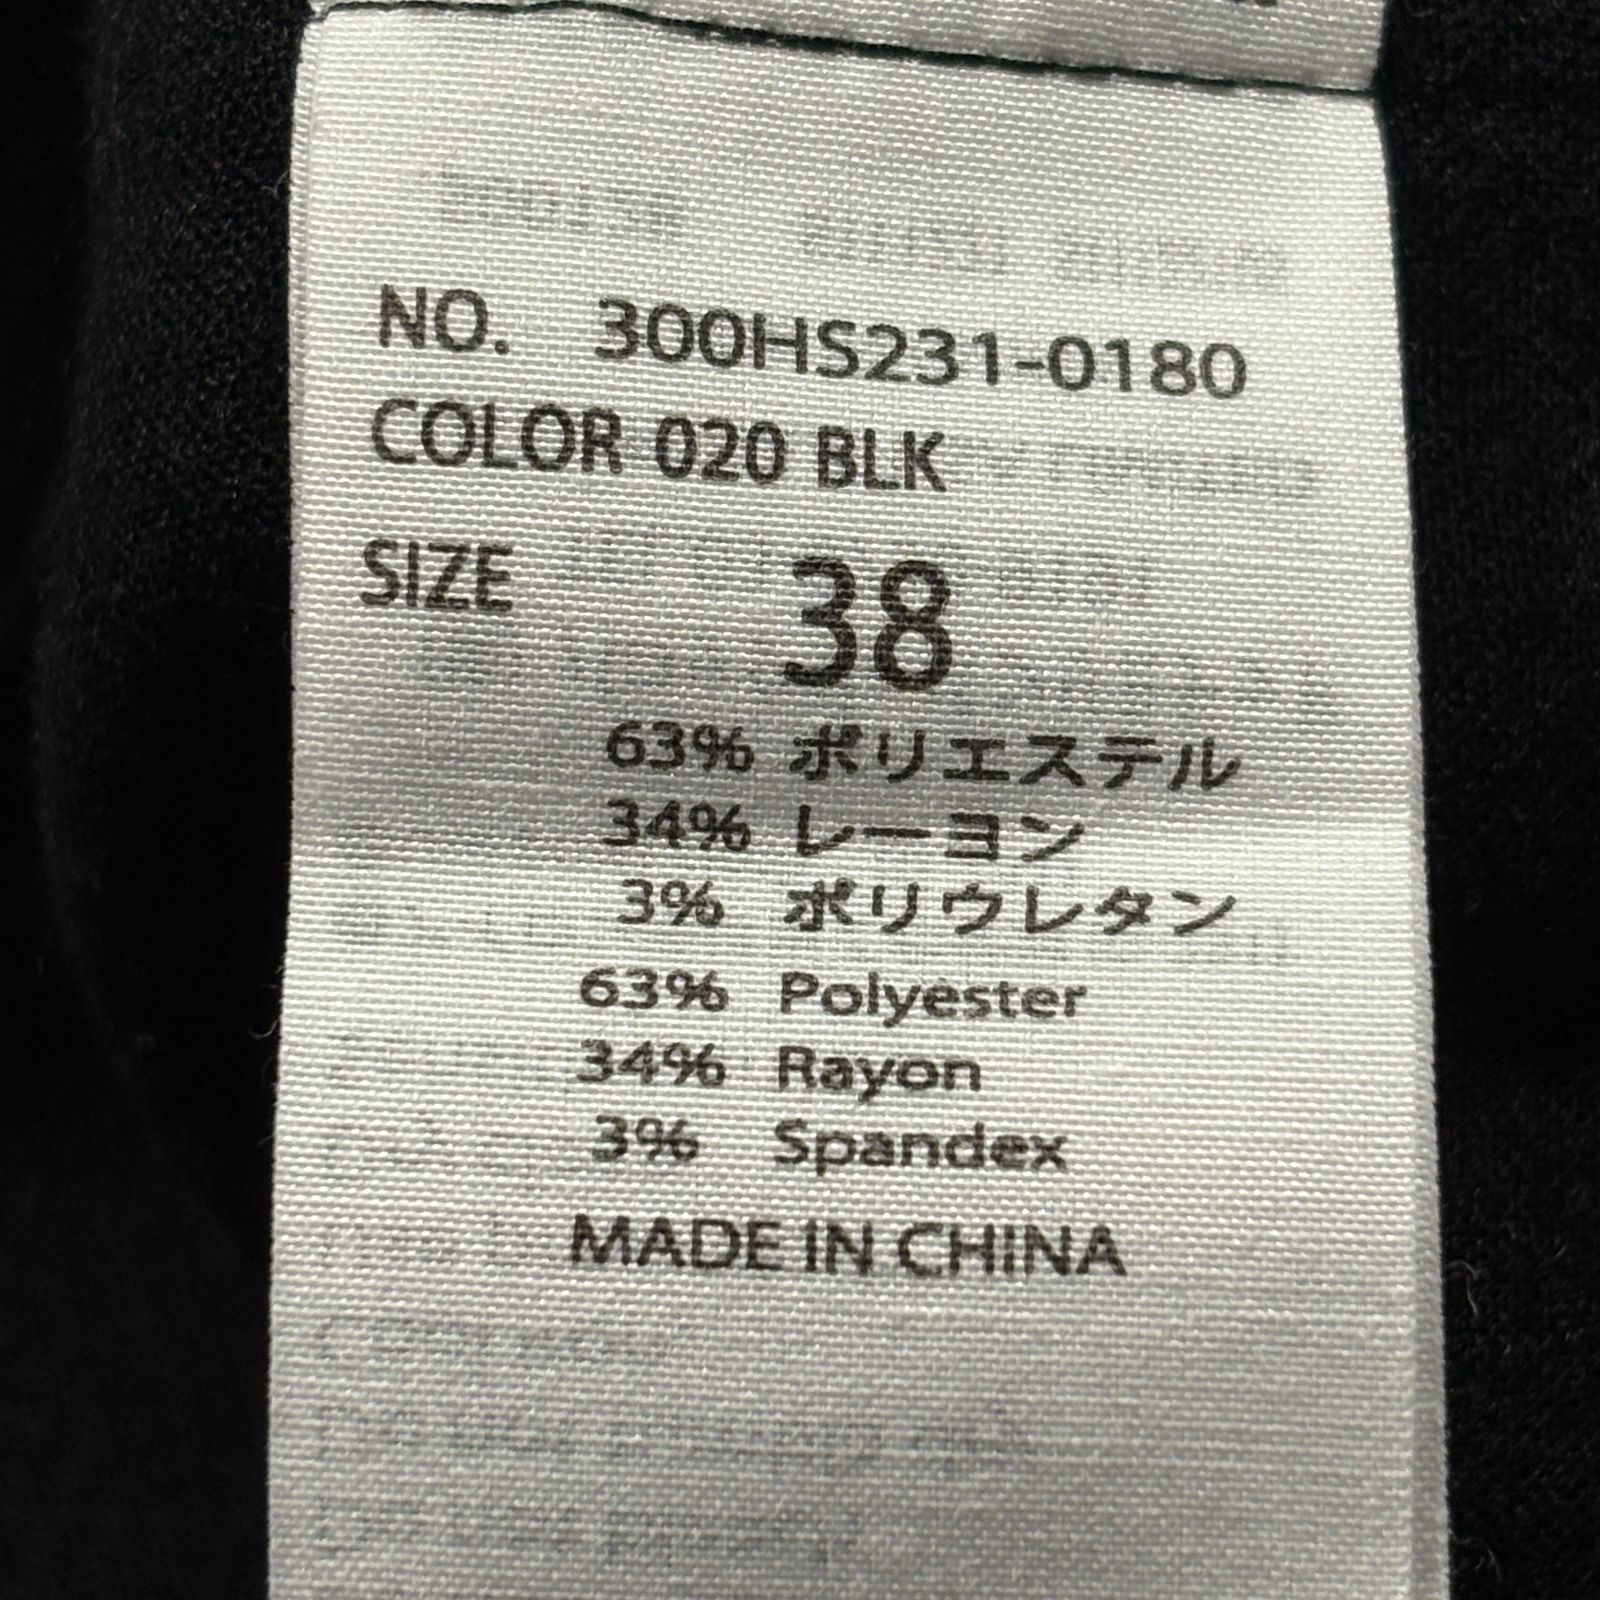 NO. 300HS231-0180
COLOR 020 BLK
SIZE 38
63% ポリエステル
34% レーヨン
3% ポリウレタン
63% Polyester
34% Rayon
3% Spandex
MADE IN CHINA